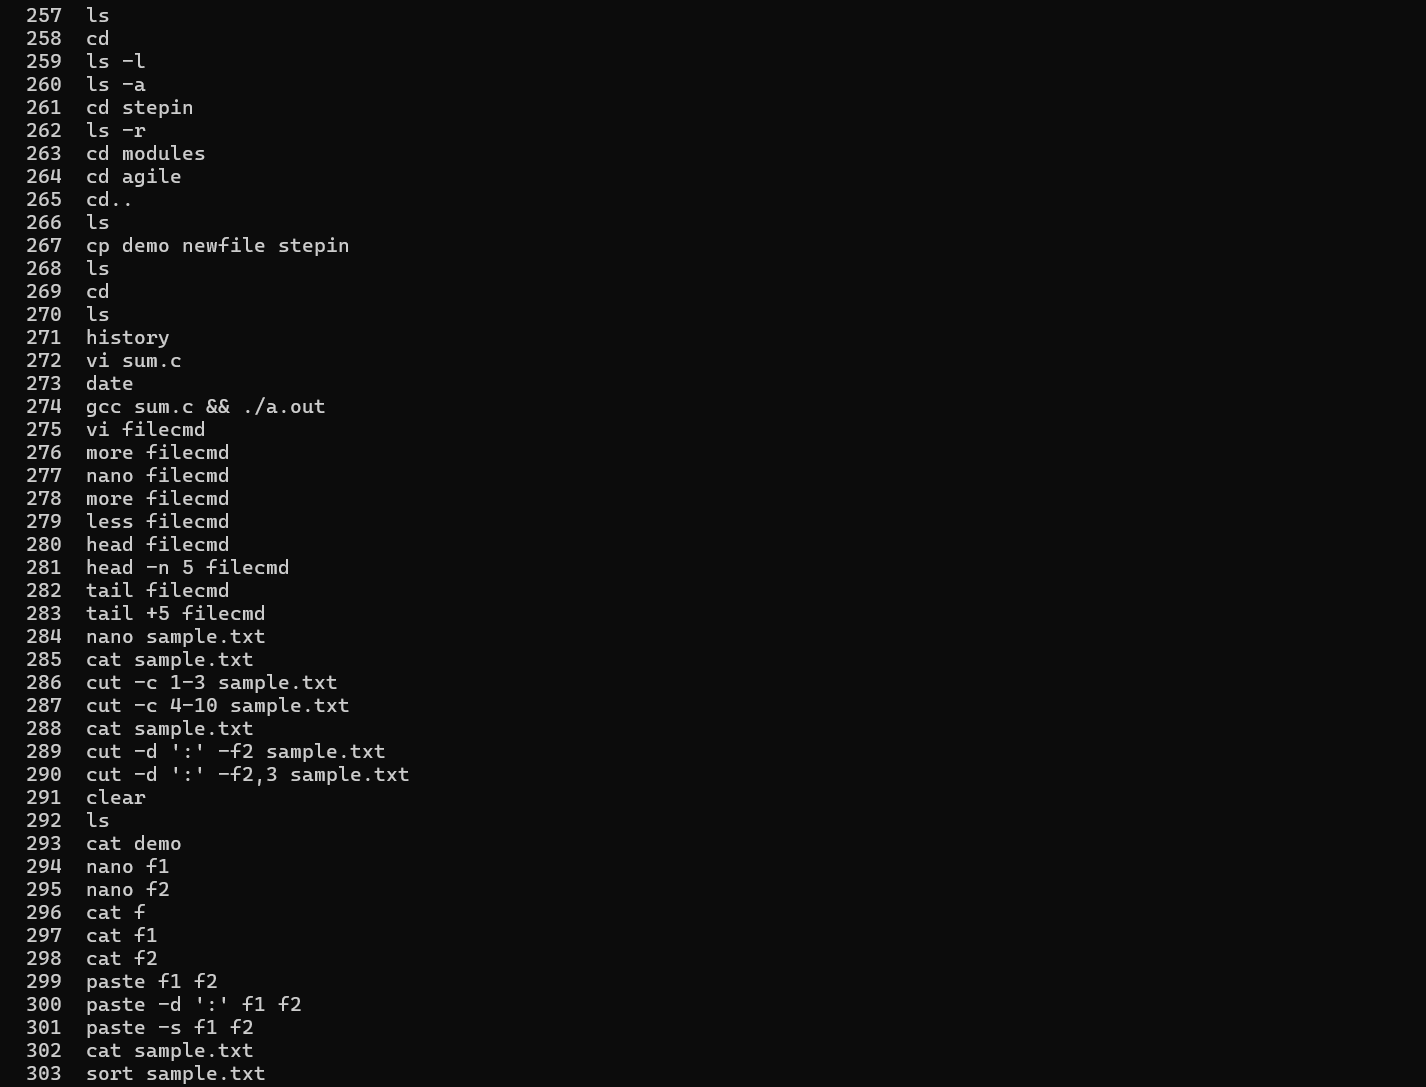 257 ls
258 cd
259 ls -l
260 ls -a
261 cd stepin
262 ls -r
263 cd modules
264 cd agile
265 cd..
266 ls
267 cp demo newfile stepin
268 ls
269 cd
270 ls
271 history
272 vi sum.c
273 date
274 gcc sum.c && ./a.out
275 vi filecmd
276 more filecmd
277 nano filecmd
278 more filecmd
279 less filecmd
280 head filecmd
281 head -n 5 filecmd
282 tail filecmd
283 tail +5 filecmd
284 nano sample.txt
285 cat sample.txt
286 cut -c 1-3 sample.txt
287 cut -c 4-10 sample.txt
288 cat sample.txt
289 cut -d ':' -f2 sample.txt
290 cut -d ':' -f2,3 sample.txt
291 clear
292 ls
293 cat demo
294 nano f1
295 nano f2
296 cat f
297 cat f1
298 cat f2
299 paste f1 f2
300 paste -d ':' f1 f2
301 paste -s f1 f2
302 cat sample.txt
303 sort sample.txt